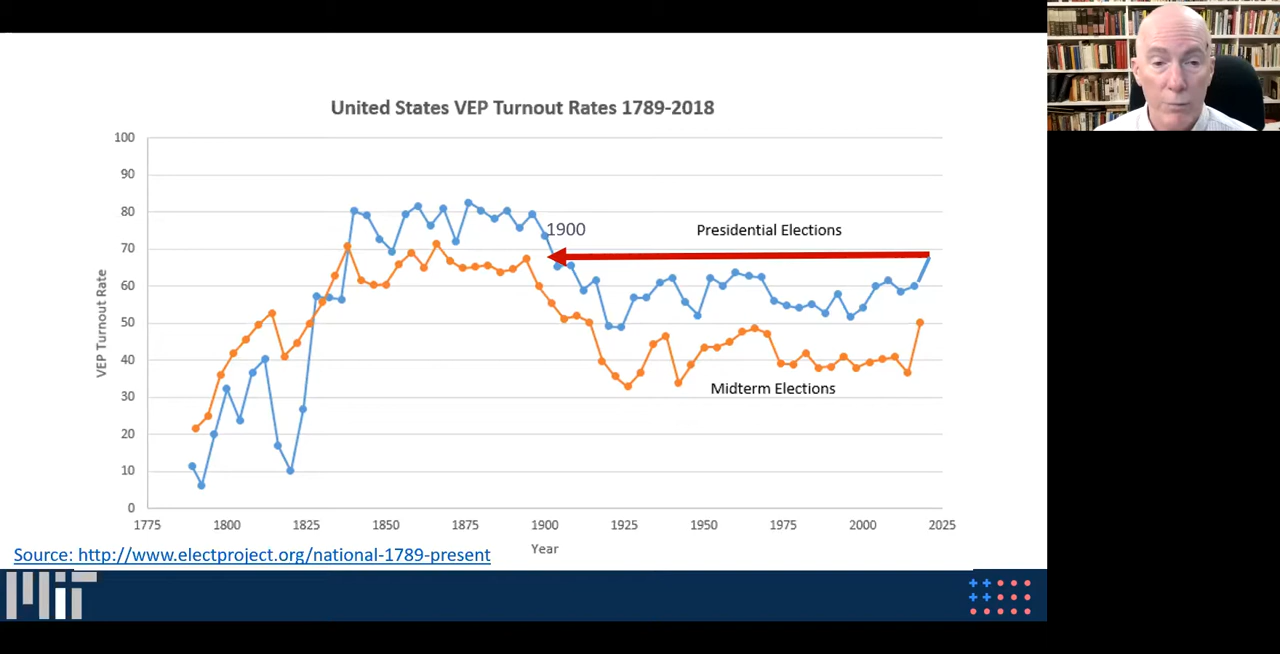 United States VEP Turnout Rates 1789-2018
100
90
80
70
60
50
40
30
20
10
0
VEP Turnout Rate
1900
Presidential Elections
Midterm Elections
1775 1800 1825 1850 1875 1900 1925 1950 1975 2000 2025
Year
Source: http://www.electproject.org/national-1789-present
MIT